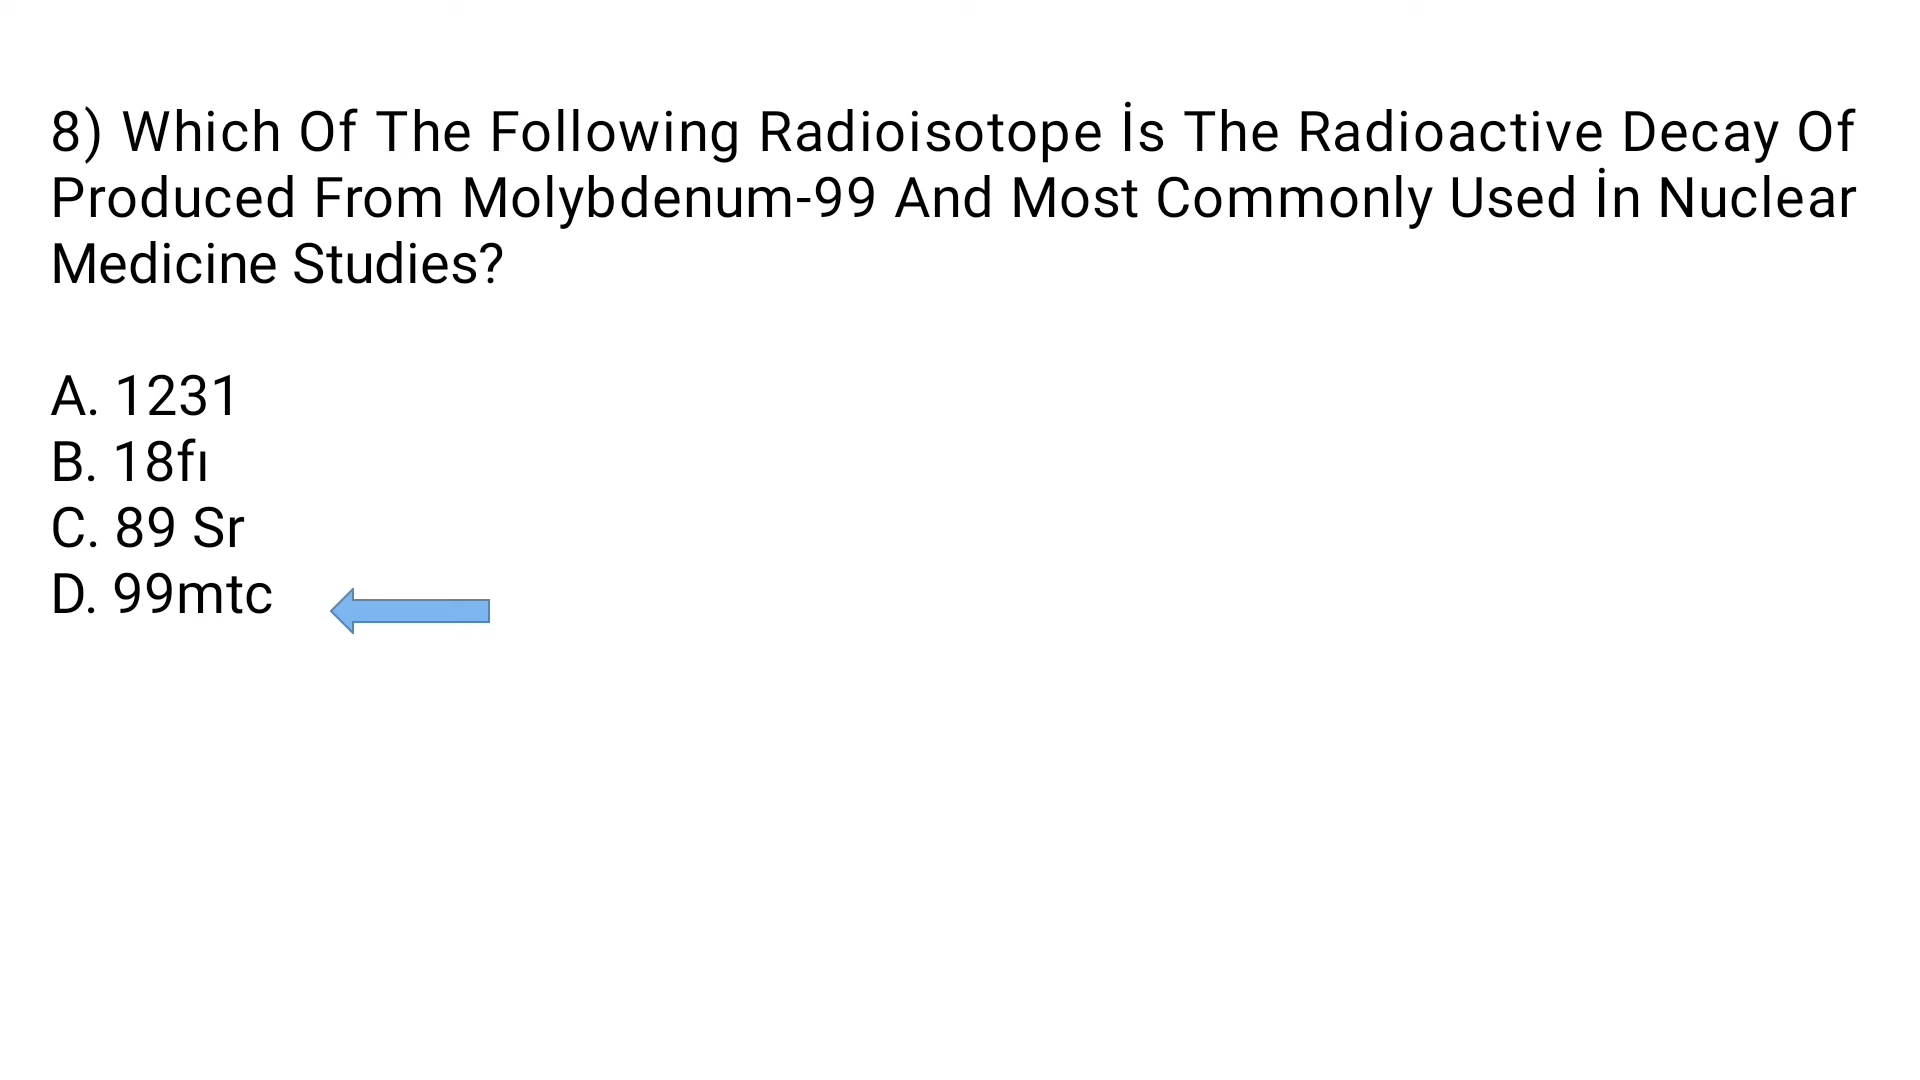 8) Which Of The Following Radioisotope İs The Radioactive Decay Of
Produced From Molybdenum-99 And Most Commonly Used İn Nuclear
Medicine Studies?
A. 1231
B. 18fı
C. 89 Sr
D. 99mtc